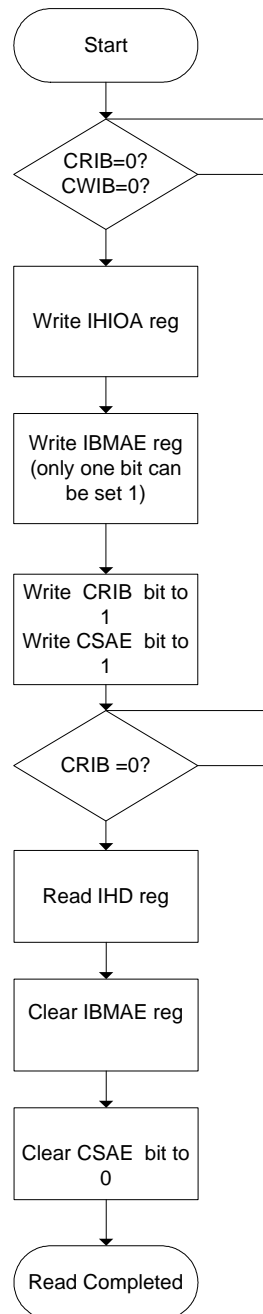 Start
CRIB=0?
CWIB=0?
Write IHIOA reg
Write IBMAE reg
(only one bit can
be set 1)
Write CRIB bit to
1
Write CSAE bit to
1
CRIB =0?
Read IHD reg
Clear IBMAE reg
Clear CSAE bit to
0
Read Completed